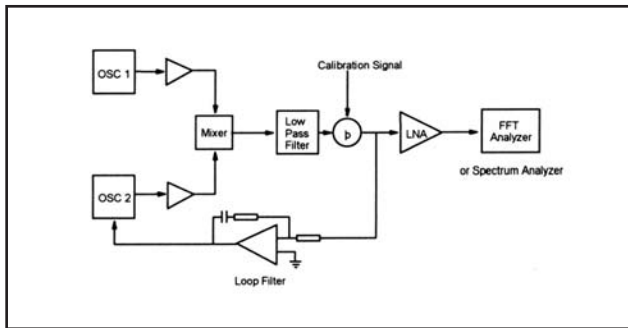 Calibration Signal
OSC 1
Mixer
Low
Pass
Filter
LNA
FFT
Analyzer
or Spectrum Analyzer
OSC 2
Loop Filter